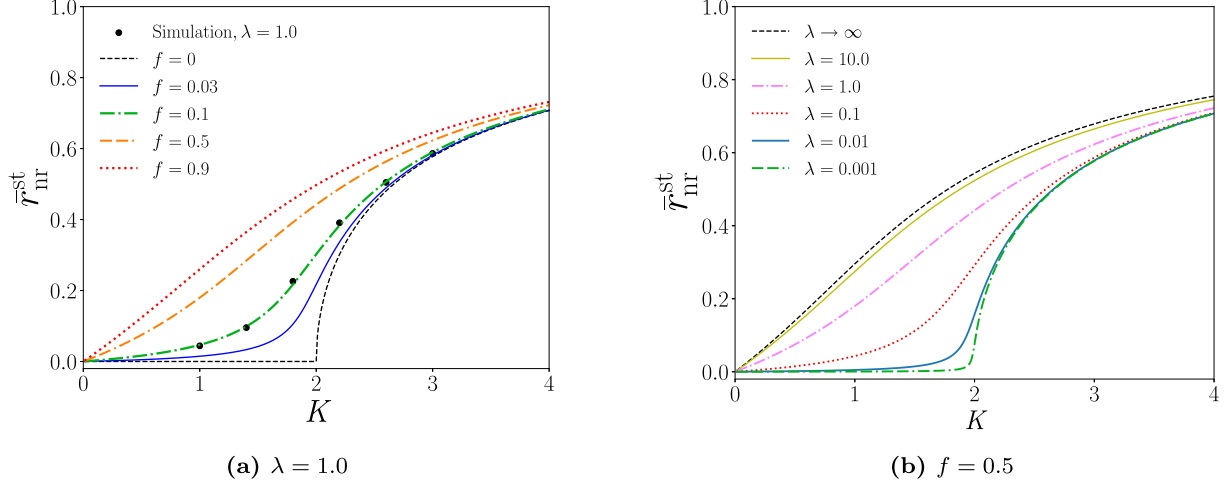 1.0
0.8
0.6
0.4
0.2
0.0
r̄ˢᵗₙᵣ
Simulation, λ = 1.0
f = 0
f = 0.03
f = 0.1
f = 0.5
f = 0.9
0 1 2 3 4
K
(a) λ = 1.0
1.0
0.8
0.6
0.4
0.2
0.0
r̄ˢᵗₙᵣ
λ → ∞
λ = 10.0
λ = 1.0
λ = 0.1
λ = 0.01
λ = 0.001
0 1 2 3 4
K
(b) f = 0.5